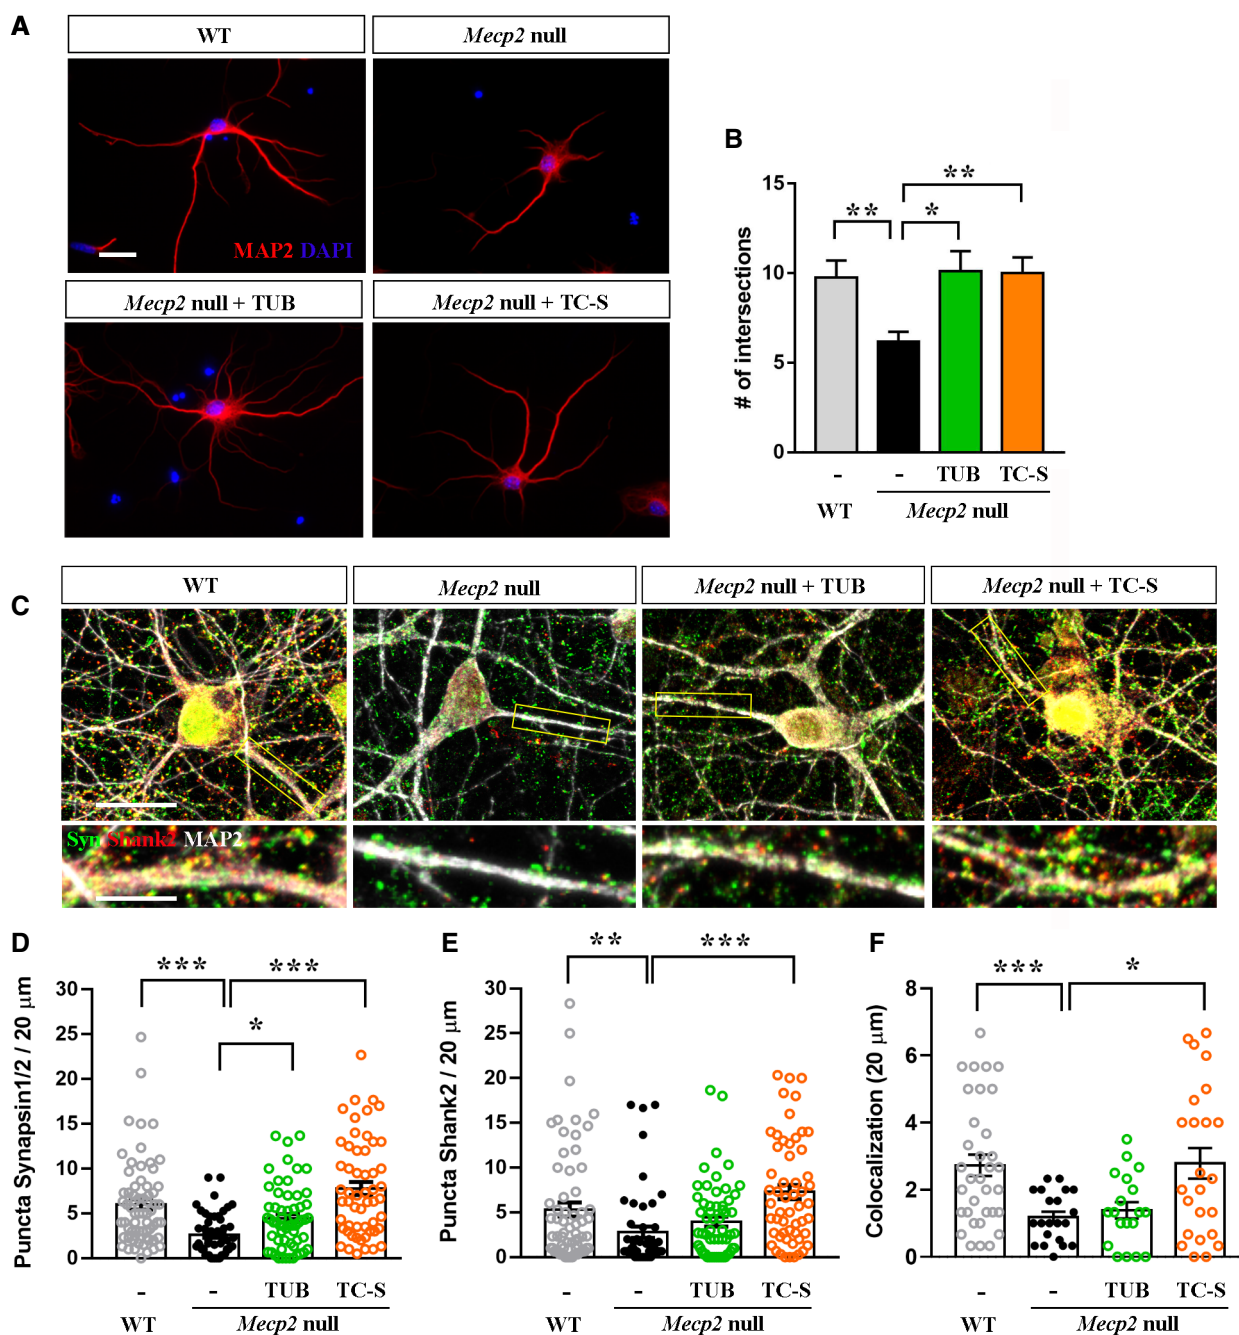 A
WT
Mecp2 null
MAP2 DAPI
Mecp2 null + TUB
Mecp2 null + TC-S
B
# of intersections
15
10
5
0
**
*
**
-
-
TUB
TC-S
WT
Mecp2 null
C
WT
Mecp2 null
Mecp2 null + TUB
Mecp2 null + TC-S
Syn Shank2 MAP2
D
Puncta Synapsin1/2 / 20 μm
30
25
20
15
10
5
0
***
***
*
-
-
TUB
TC-S
WT
Mecp2 null
E
Puncta Shank2 / 20 μm
30
25
20
15
10
5
0
**
***
-
-
TUB
TC-S
WT
Mecp2 null
F
Colocalization (20 μm)
8
6
4
2
0
***
*
-
-
TUB
TC-S
WT
Mecp2 null